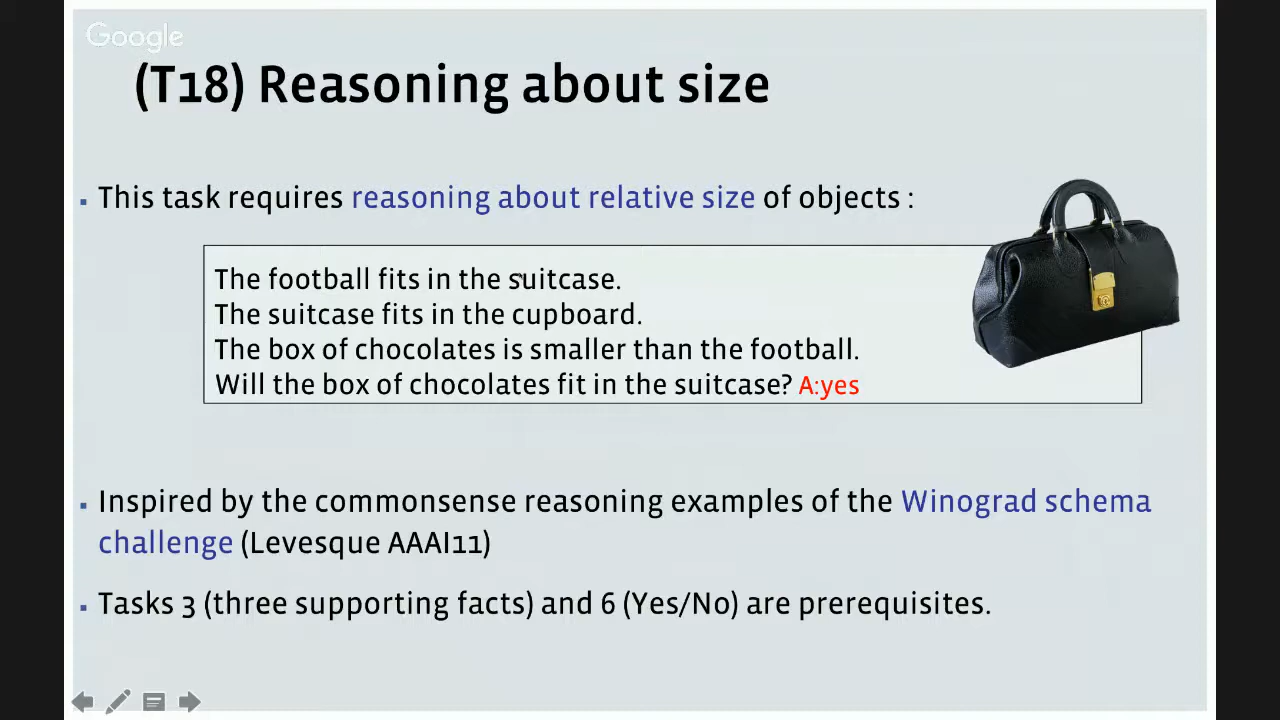 Google
(T18) Reasoning about size
▪ This task requires reasoning about relative size of objects :
The football fits in the suitcase.
The suitcase fits in the cupboard.
The box of chocolates is smaller than the football.
Will the box of chocolates fit in the suitcase? A:yes
▪ Inspired by the commonsense reasoning examples of the Winograd schema
challenge (Levesque AAAI11)
▪ Tasks 3 (three supporting facts) and 6 (Yes/No) are prerequisites.